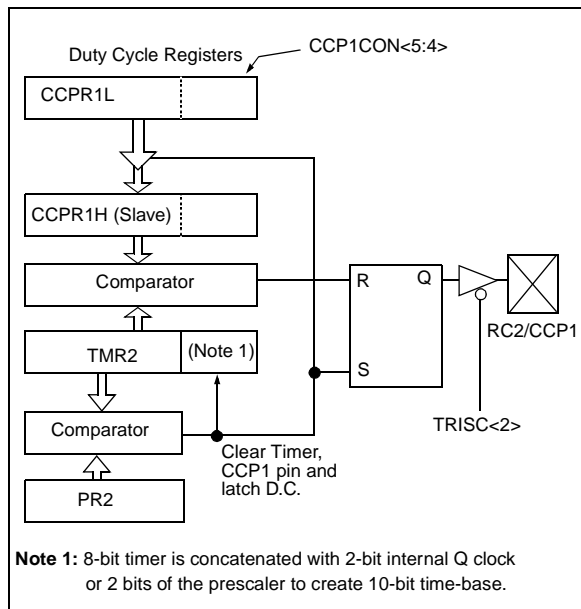 Duty Cycle Registers
CCP1CON<5:4>
CCPR1L
CCPR1H (Slave)
Comparator
R
Q
RC2/CCP1
TMR2
(Note 1)
S
TRISC<2>
Comparator
Clear Timer,
CCP1 pin and
latch D.C.
PR2
Note 1: 8-bit timer is concatenated with 2-bit internal Q clock
or 2 bits of the prescaler to create 10-bit time-base.